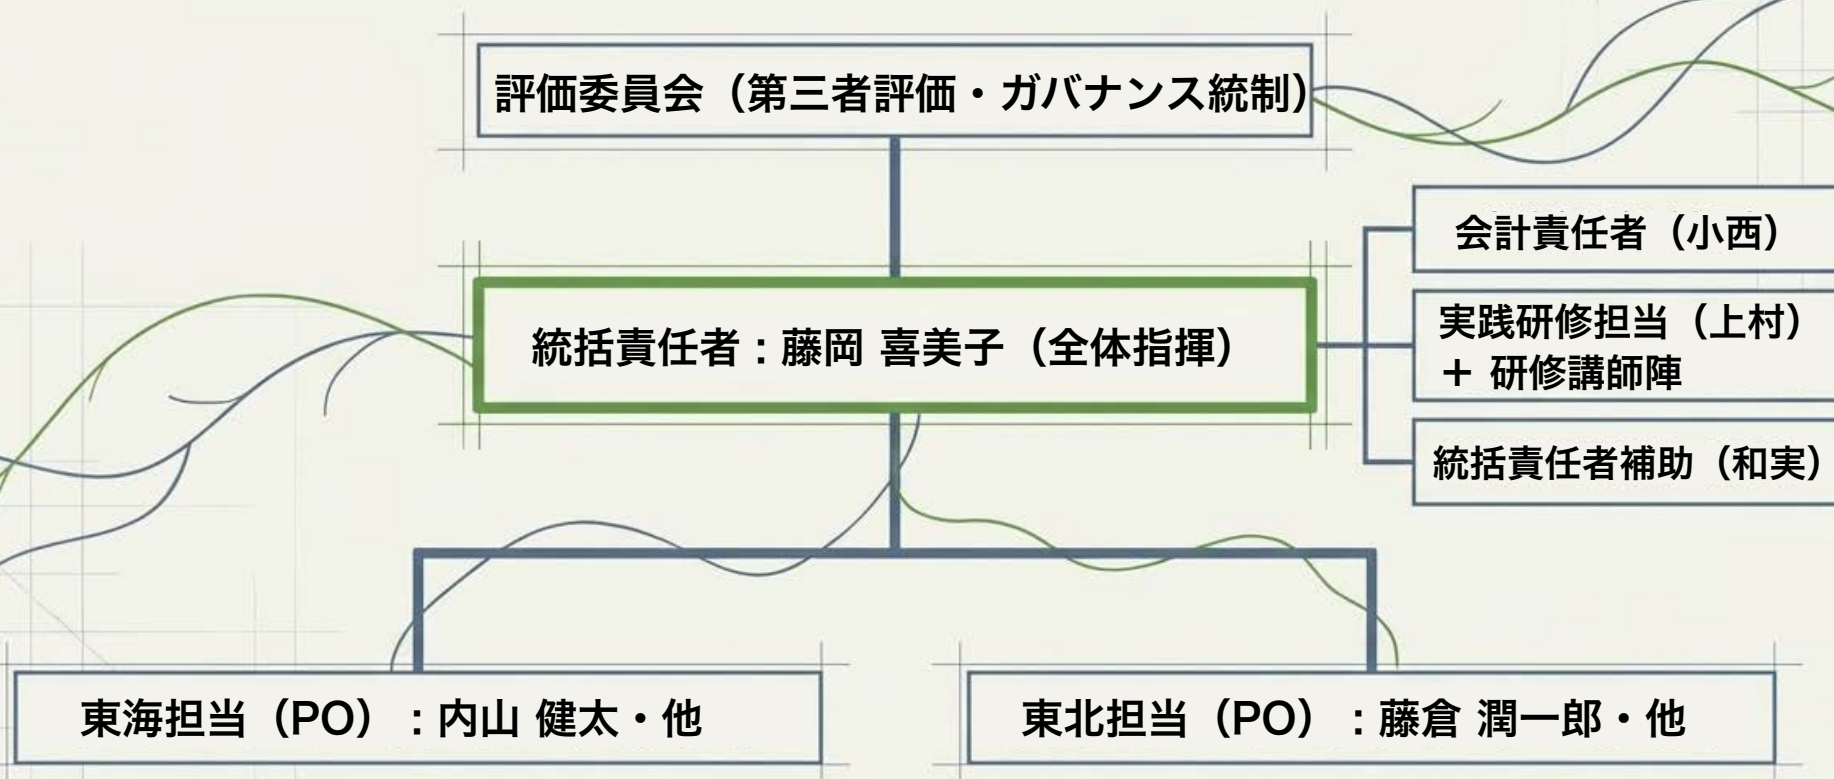 評価委員会（第三者評価・ガバナンス統制）
会計責任者（小西）
統括責任者：藤岡 喜美子（全体指揮）
実践研修担当（上村）
＋ 研修講師陣
統括責任者補助（和実）
東海担当（PO）：内山 健太・他
東北担当（PO）：藤倉 潤一郎・他